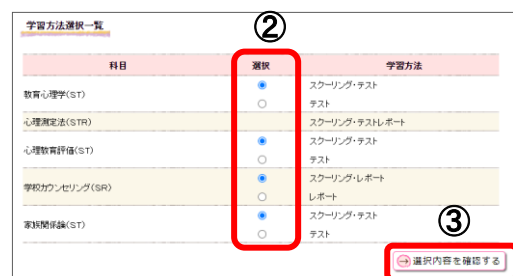 学習方法選択一覧
②
科目 選択 学習方法
教育心理学(ST) スクーリング・テスト
テスト
心理測定法(STR) スクーリング・テストレポート
心理教育評価(ST) スクーリング・テスト
テスト
学校カウンセリング(SR) スクーリング・レポート
レポート
家族関係論(ST) スクーリング・テスト
テスト
③
選択内容を確認する